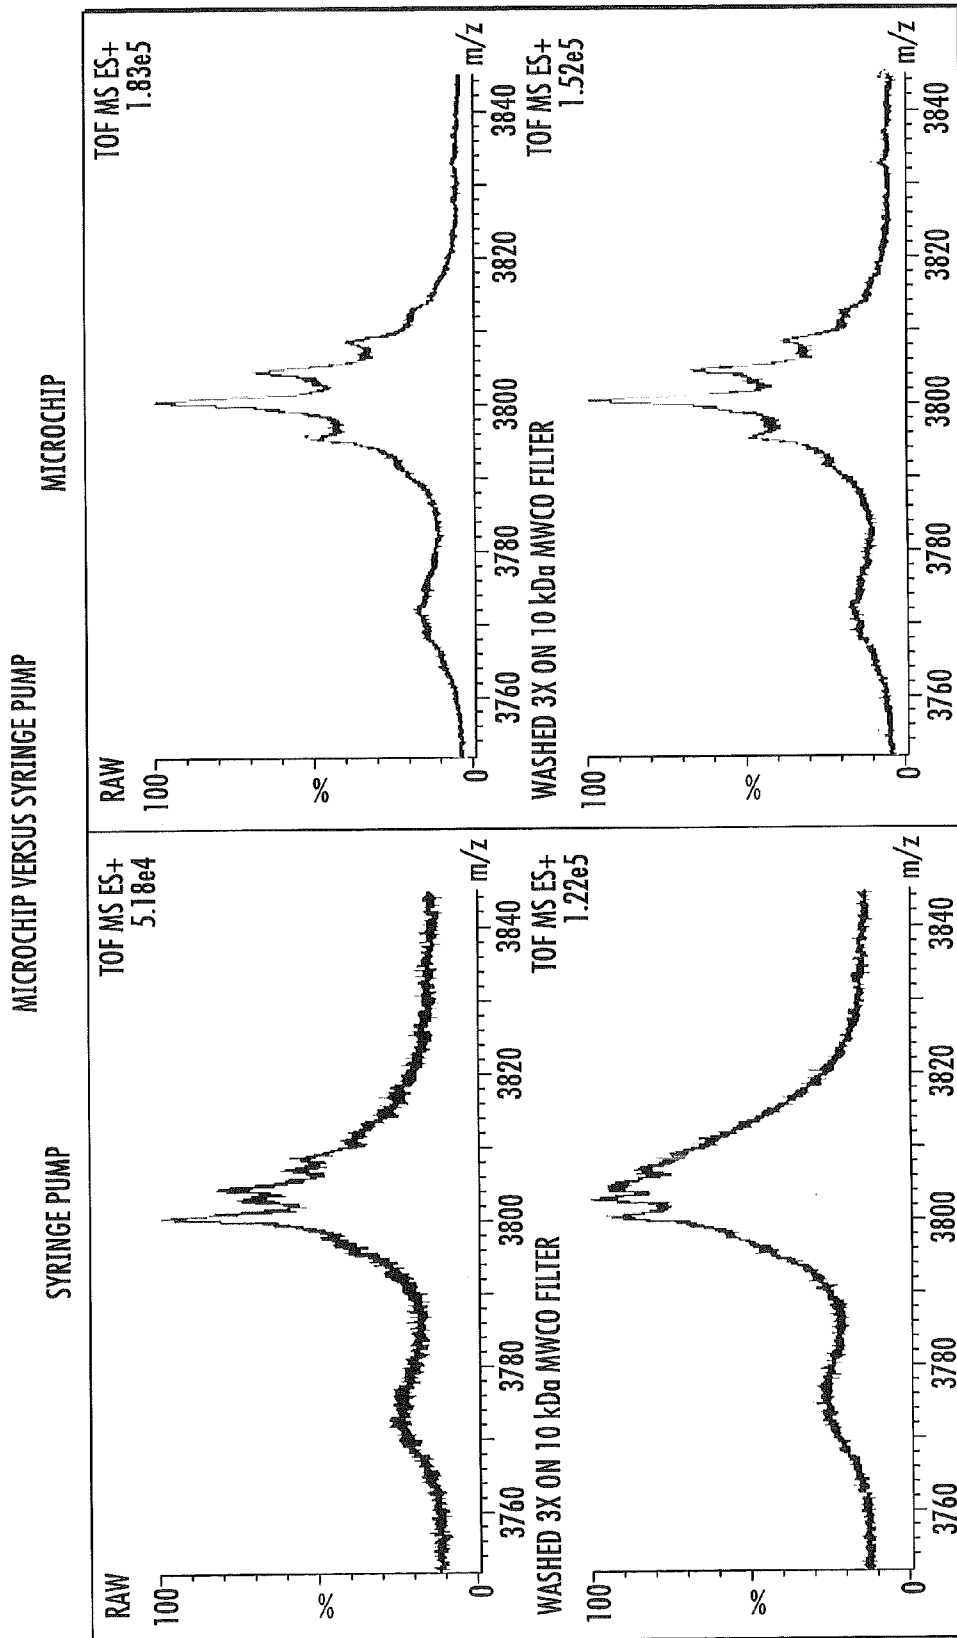 MICROCHIP VERSUS SYRINGE PUMP
SYRINGE PUMP
MICROCHIP
RAW
TOF MS ES+
5.18e4
100
%
0
3760
3780
3800
3820
3840
m/z
WASHED 3X ON 10 kDa MWCO FILTER
TOF MS ES+
1.22e5
100
%
0
3760
3780
3800
3820
3840
m/z
RAW
TOF MS ES+
1.83e5
100
%
0
3760
3780
3800
3820
3840
m/z
WASHED 3X ON 10 kDa MWCO FILTER
TOF MS ES+
1.52e5
100
%
0
3760
3780
3800
3820
3840
m/z